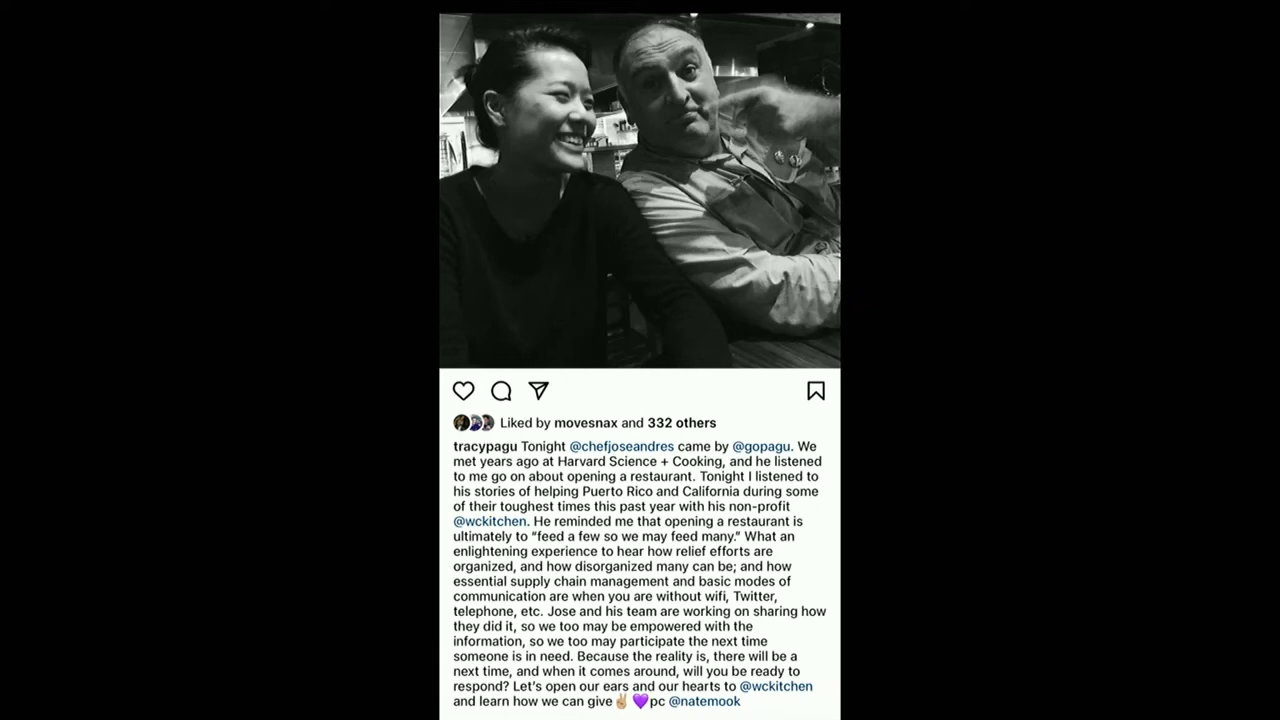 Liked by movesnax and 332 others
tracypagu Tonight @chefjoseandres came by @gopagu. We
met years ago at Harvard Science + Cooking, and he listened
to me go on about opening a restaurant. Tonight I listened to
his stories of helping Puerto Rico and California during some
of their toughest times this past year with his non-profit
@wckitchen. He reminded me that opening a restaurant is
ultimately to “feed a few so we may feed many.” What an
enlightening experience to hear how relief efforts are
organized, and how disorganized many can be; and how
essential supply chain management and basic modes of
communication are when you are without wifi, Twitter,
telephone, etc. Jose and his team are working on sharing how
they did it, so we too may be empowered with the
information, so we too may participate the next time
someone is in need. Because the reality is, there will be a
next time, and when it comes around, will you be ready to
respond? Let’s open our ears and our hearts to @wckitchen
and learn how we can give✌🏼 💜pc @natemook